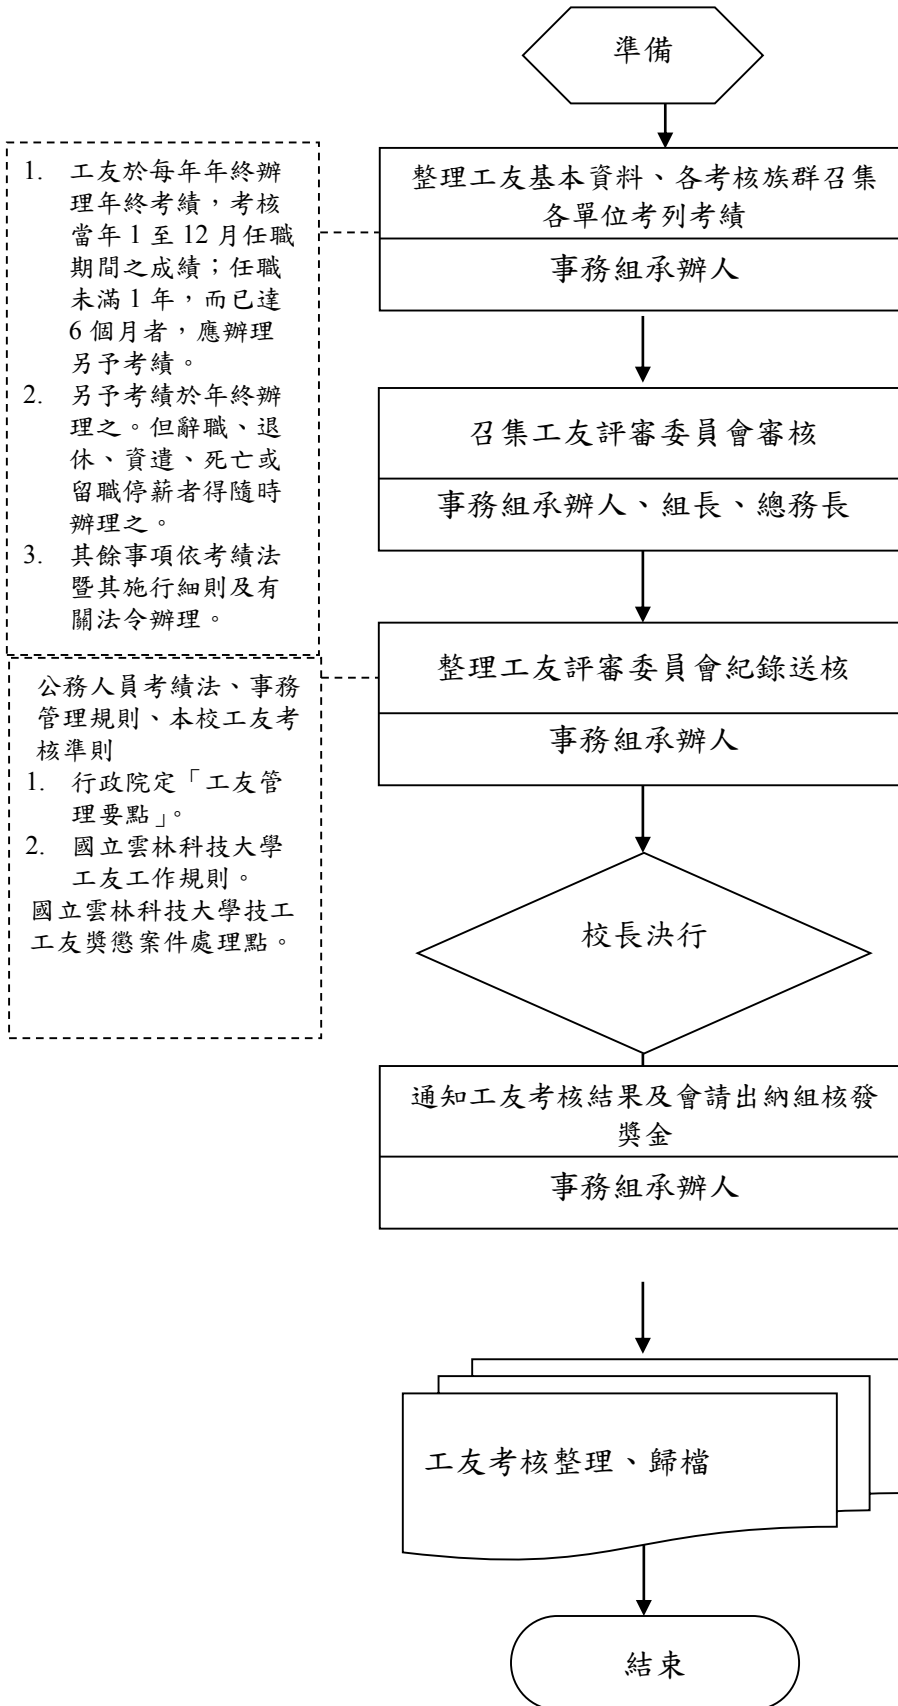 準備
整理工友基本資料、各考核族群召集
各單位考列考績
事務組承辦人
1. 工友於每年年終辦
理年終考績，考核
當年 1 至 12 月任職
期間之成績；任職
未滿 1 年，而已達
6 個月者，應辦理
另予考績。
2. 另予考績於年終辦
理之。但辭職、退
休、資遣、死亡或
留職停薪者得隨時
辦理之。
3. 其餘事項依考績法
暨其施行細則及有
關法令辦理。
召集工友評審委員會審核
事務組承辦人、組長、總務長
整理工友評審委員會紀錄送核
事務組承辦人
公務人員考績法、事務
管理規則、本校工友考
核準則
1. 行政院定「工友管
理要點」。
2. 國立雲林科技大學
工友工作規則。
國立雲林科技大學技工
工友獎懲案件處理點。
校長決行
通知工友考核結果及會請出納組核發
獎金
事務組承辦人
工友考核整理、歸檔
結束